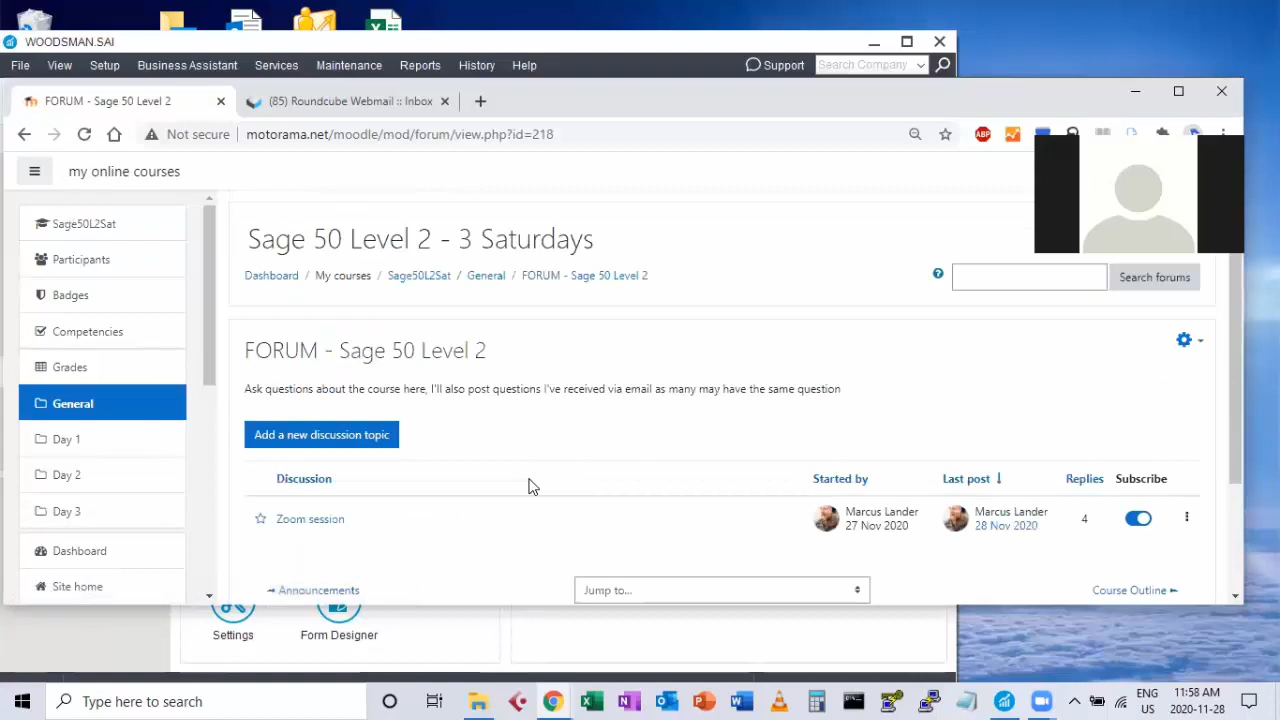 WOODSMAN.SAI
File View Setup Business Assistant Services Maintenance Reports History Help Support Search Company
FORUM - Sage 50 Level 2 (85) Roundcube Webmail :: Inbox
Not secure motorama.net/moodle/mod/forum/view.php?id=218
ABP
my online courses
Sage50L2Sat
Participants
Badges
Competencies
Grades
General
Day 1
Day 2
Day 3
Dashboard
Site home
Sage 50 Level 2 - 3 Saturdays
Dashboard / My courses / Sage50L2Sat / General / FORUM - Sage 50 Level 2
Search forums
FORUM - Sage 50 Level 2
Ask questions about the course here, I'll also post questions I've received via email as many may have the same question
Add a new discussion topic
Discussion Started by Last post Replies Subscribe
Zoom session Marcus Lander Marcus Lander 4
27 Nov 2020 28 Nov 2020
Announcements Jump to... Course Outline
Settings Form Designer
Type here to search
ENG 11:58 AM
US 2020-11-28